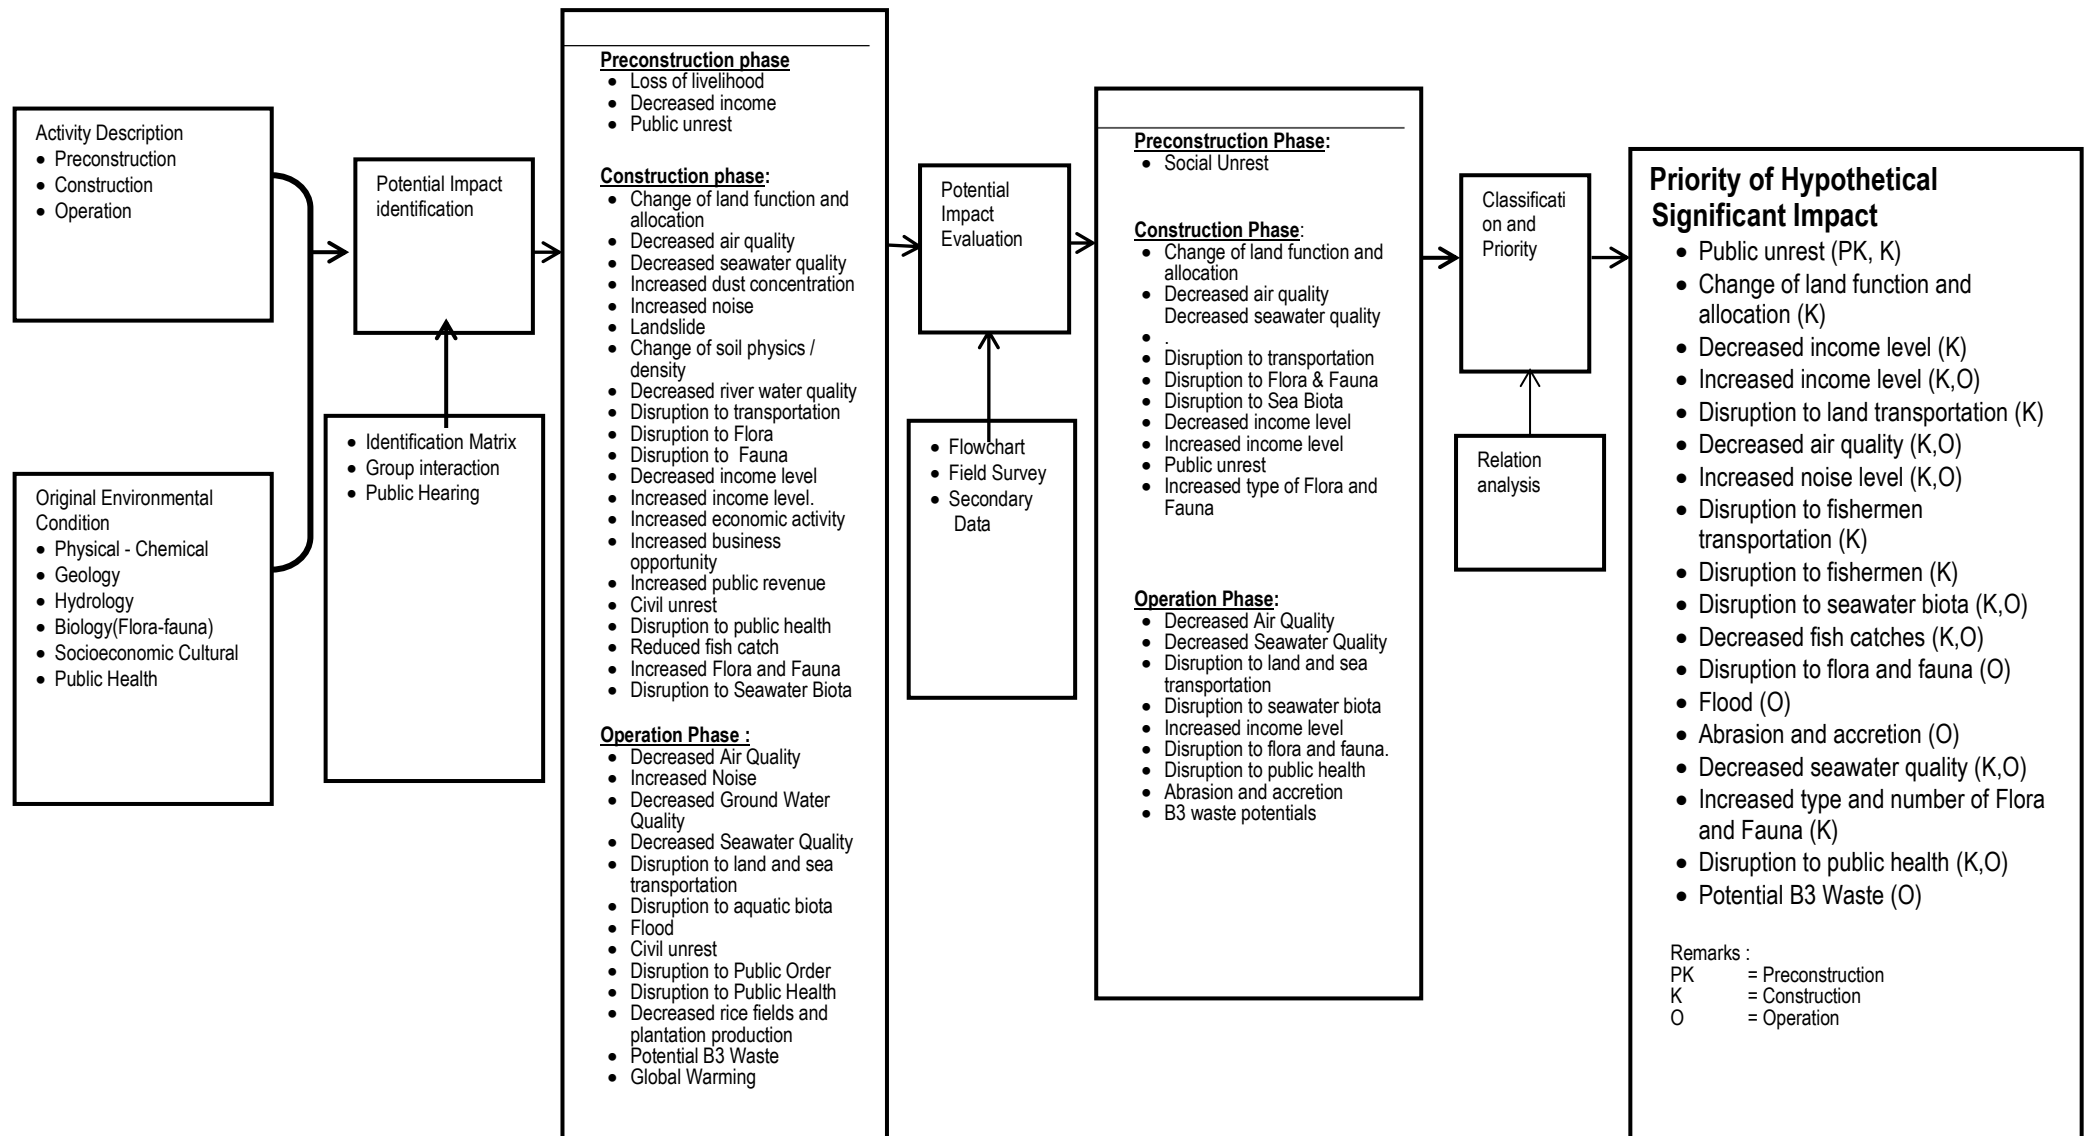 Activity Description
• Preconstruction
• Construction
• Operation
Original Environmental
Condition
• Physical - Chemical
• Geology
• Hydrology
• Biology(Flora-fauna)
• Socioeconomic Cultural
• Public Health
Potential Impact
identification
• Identification Matrix
• Group interaction
• Public Hearing
Preconstruction phase
• Loss of livelihood
• Decreased income
• Public unrest
Construction phase:
• Change of land function and
allocation
• Decreased air quality
• Decreased seawater quality
• Increased dust concentration
• Increased noise
• Landslide
• Change of soil physics /
density
• Decreased river water quality
• Disruption to transportation
• Disruption to Flora
• Disruption to Fauna
• Decreased income level
• Increased income level.
• Increased economic activity
• Increased business
opportunity
• Increased public revenue
• Civil unrest
• Disruption to public health
• Reduced fish catch
• Increased Flora and Fauna
• Disruption to Seawater Biota
Operation Phase :
• Decreased Air Quality
• Increased Noise
• Decreased Ground Water
Quality
• Decreased Seawater Quality
• Disruption to land and sea
transportation
• Disruption to aquatic biota
• Flood
• Civil unrest
• Disruption to Public Order
• Disruption to Public Health
• Decreased rice fields and
plantation production
• Potential B3 Waste
• Global Warming
Potential
Impact
Evaluation
• Flowchart
• Field Survey
• Secondary
Data
Preconstruction Phase:
• Social Unrest
Construction Phase:
• Change of land function and
allocation
• Decreased air quality
Decreased seawater quality
• .
• Disruption to transportation
• Disruption to Flora & Fauna
• Disruption to Sea Biota
• Decreased income level
• Increased income level
• Public unrest
• Increased type of Flora and
Fauna
Operation Phase:
• Decreased Air Quality
• Decreased Seawater Quality
• Disruption to land and sea
transportation
• Disruption to seawater biota
• Increased income level
• Disruption to flora and fauna.
• Disruption to public health
• Abrasion and accretion
• B3 waste potentials
Classificati
on and
Priority
Relation
analysis
Priority of Hypothetical
Significant Impact
• Public unrest (PK, K)
• Change of land function and
allocation (K)
• Decreased income level (K)
• Increased income level (K,O)
• Disruption to land transportation (K)
• Decreased air quality (K,O)
• Increased noise level (K,O)
• Disruption to fishermen
transportation (K)
• Disruption to fishermen (K)
• Disruption to seawater biota (K,O)
• Decreased fish catches (K,O)
• Disruption to flora and fauna (O)
• Flood (O)
• Abrasion and accretion (O)
• Decreased seawater quality (K,O)
• Increased type and number of Flora
and Fauna (K)
• Disruption to public health (K,O)
• Potential B3 Waste (O)
Remarks :
PK = Preconstruction
K = Construction
O = Operation